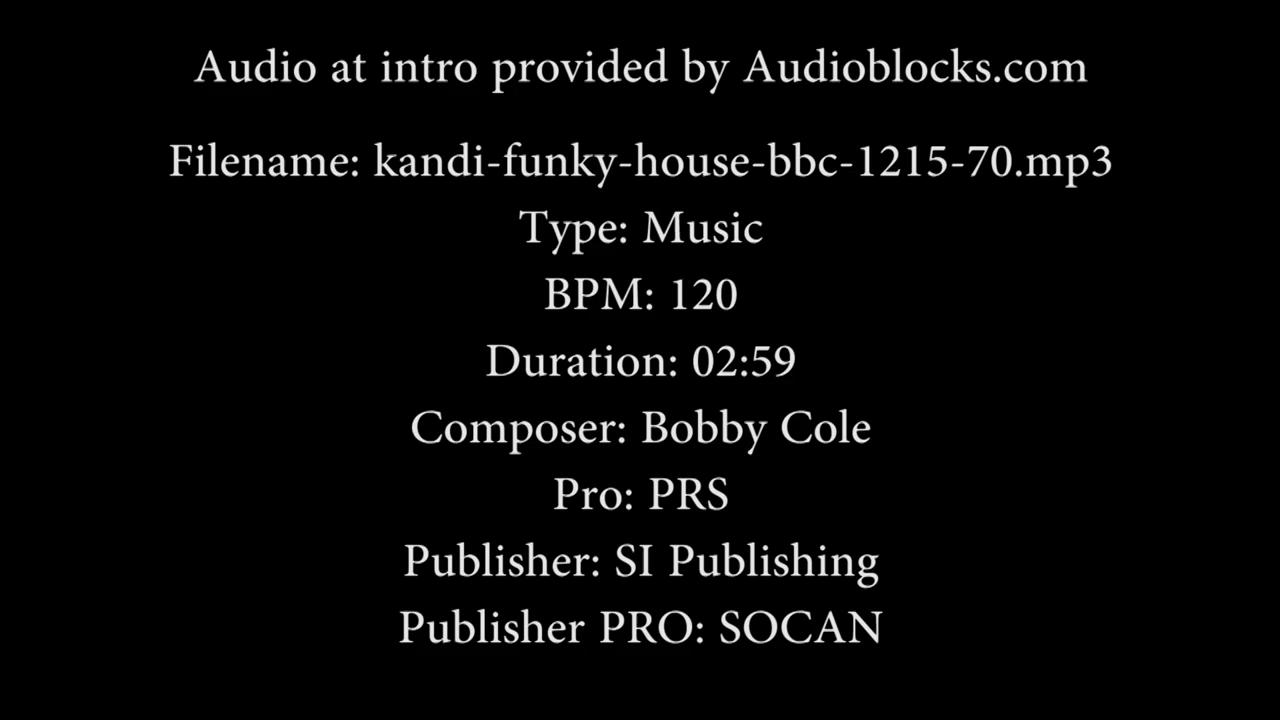 Audio at intro provided by Audioblocks.com
Filename: kandi-funky-house-bbc-1215-70.mp3
Type: Music
BPM: 120
Duration: 02:59
Composer: Bobby Cole
Pro: PRS
Publisher: SI Publishing
Publisher PRO: SOCAN